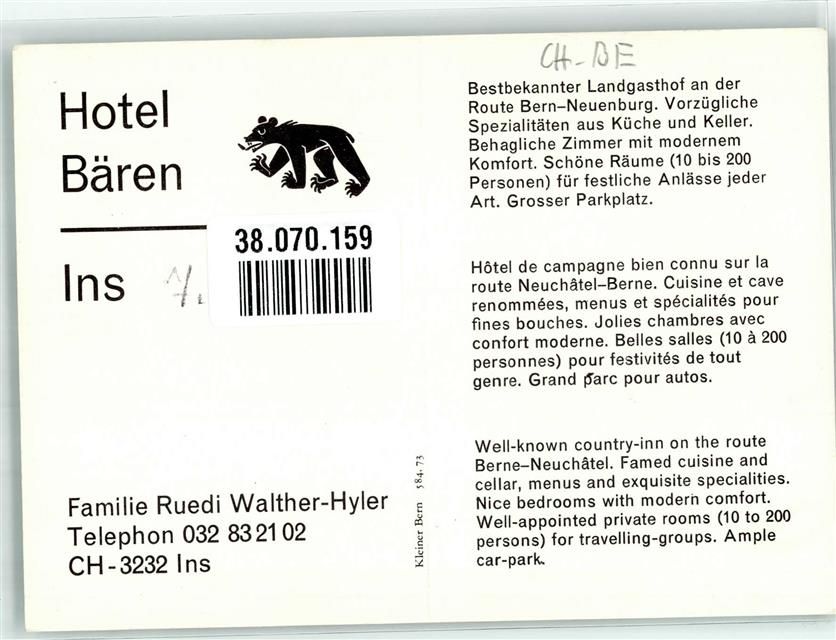 Hotel
Bären
Ins
7.
38.070.159
Familie Ruedi Walther-Hyler
Telephon 032 83 21 02
CH-3232 Ins
Kleiner Bern 584. 73
CH-BE
Bestbekannter Landgasthof an der
Route Bern–Neuenburg. Vorzügliche
Spezialitäten aus Küche und Keller.
Behagliche Zimmer mit modernem
Komfort. Schöne Räume (10 bis 200
Personen) für festliche Anlässe jeder
Art. Grosser Parkplatz.
Hôtel de campagne bien connu sur la
route Neuchâtel–Berne. Cuisine et cave
renommées, menus et spécialités pour
fines bouches. Jolies chambres avec
confort moderne. Belles salles (10 à 200
personnes) pour festivités de tout
genre. Grand parc pour autos.
Well-known country-inn on the route
Berne–Neuchâtel. Famed cuisine and
cellar, menus and exquisite specialities.
Nice bedrooms with modern comfort.
Well-appointed private rooms (10 to 200
persons) for travelling-groups. Ample
car-park.